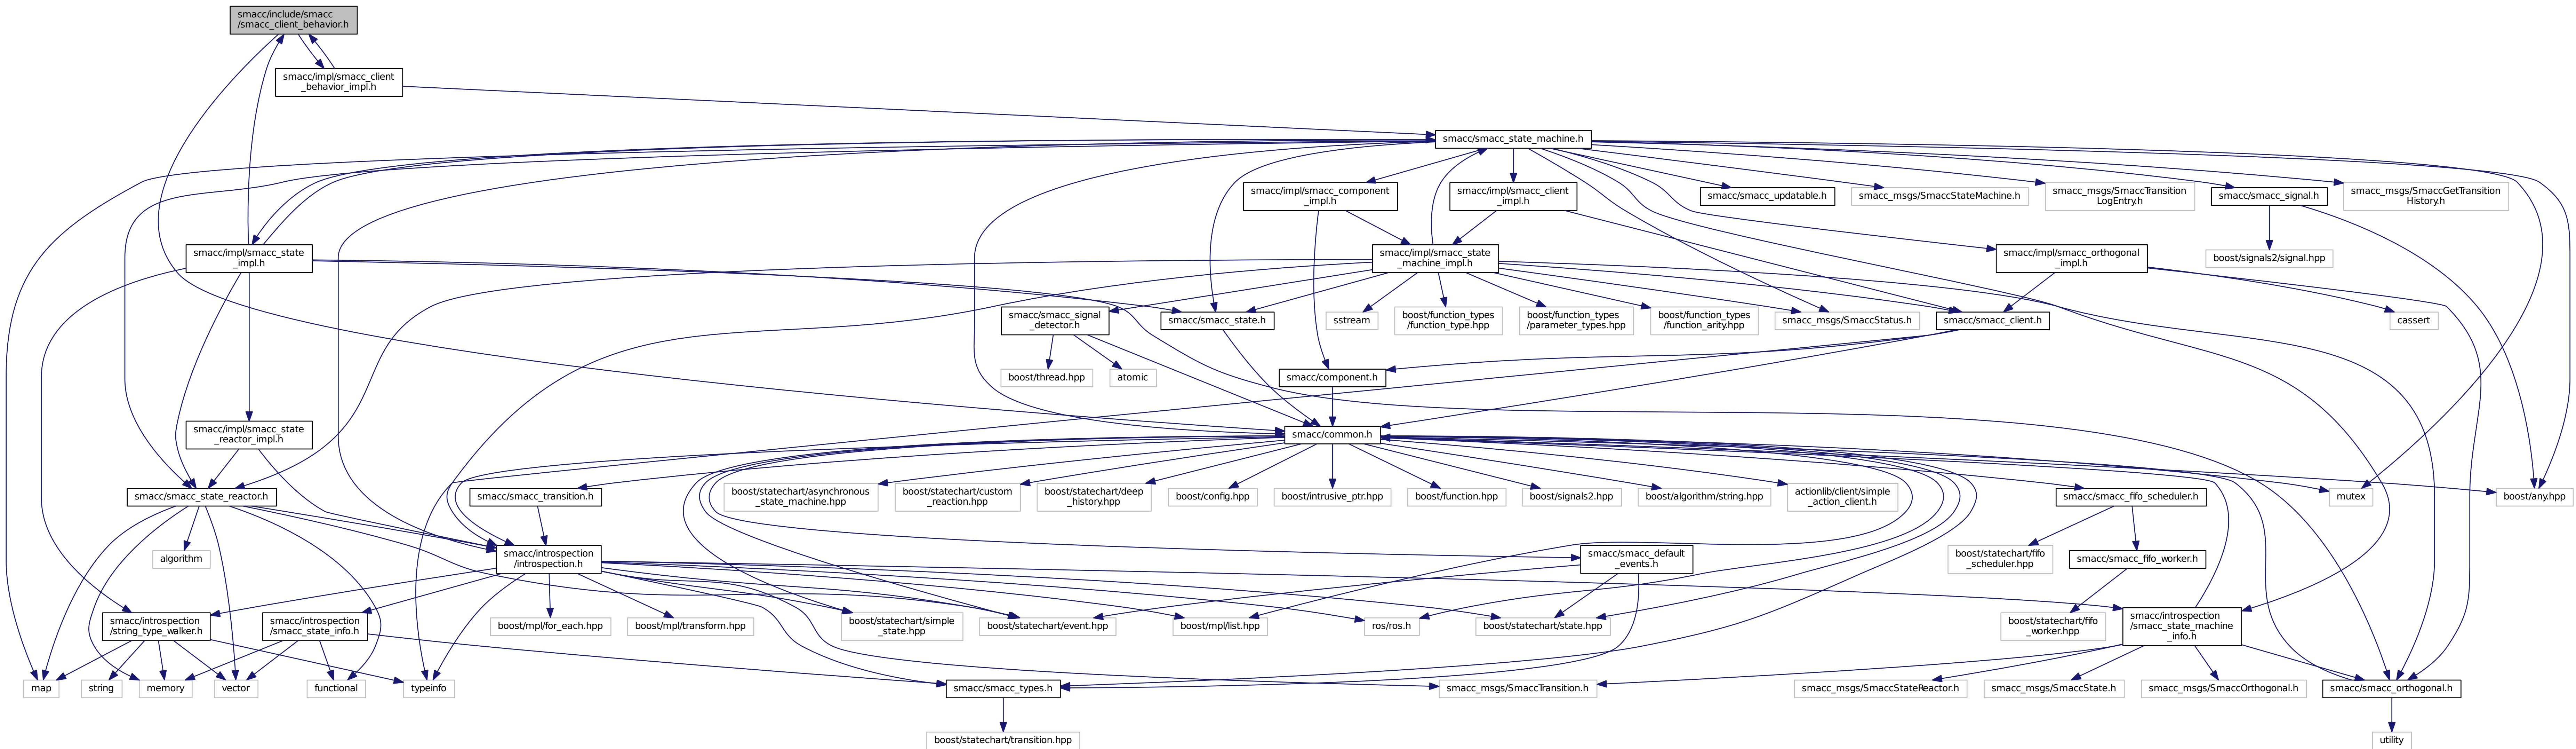 smacc/include/smacc
/smacc_client_behavior.h
smacc/impl/smacc_client
_behavior_impl.h
smacc/smacc_state_machine.h
smacc/impl/smacc_component
_impl.h
smacc/impl/smacc_client
_impl.h
smacc/smacc_updatable.h
smacc_msgs/SmaccStateMachine.h
smacc_msgs/SmaccTransition
LogEntry.h
smacc/smacc_signal.h
smacc_msgs/SmaccGetTransition
History.h
smacc/impl/smacc_state
_impl.h
smacc/impl/smacc_state
_machine_impl.h
smacc/impl/smacc_orthogonal
_impl.h
boost/signals2/signal.hpp
smacc/smacc_signal
_detector.h
smacc/smacc_state.h
sstream
boost/function_types
/function_type.hpp
boost/function_types
/parameter_types.hpp
boost/function_types
/function_arity.hpp
smacc_msgs/SmaccStatus.h
smacc/smacc_client.h
cassert
boost/thread.hpp
atomic
smacc/component.h
smacc/impl/smacc_state
_reactor_impl.h
smacc/common.h
smacc/smacc_state_reactor.h
smacc/smacc_transition.h
boost/statechart/asynchronous
_state_machine.hpp
boost/statechart/custom
_reaction.hpp
boost/statechart/deep
_history.hpp
boost/config.hpp
boost/intrusive_ptr.hpp
boost/function.hpp
boost/signals2.hpp
boost/algorithm/string.hpp
actionlib/client/simple
_action_client.h
smacc/smacc_fifo_scheduler.h
mutex
boost/any.hpp
algorithm
smacc/introspection
/introspection.h
smacc/smacc_default
_events.h
boost/statechart/fifo
_scheduler.hpp
smacc/smacc_fifo_worker.h
smacc/introspection
/string_type_walker.h
smacc/introspection
/smacc_state_info.h
boost/mpl/for_each.hpp
boost/mpl/transform.hpp
boost/statechart/simple
_state.hpp
boost/statechart/event.hpp
boost/mpl/list.hpp
ros/ros.h
boost/statechart/state.hpp
boost/statechart/fifo
_worker.hpp
smacc/introspection
/smacc_state_machine
_info.h
map
string
memory
vector
functional
typeinfo
smacc/smacc_types.h
smacc_msgs/SmaccTransition.h
smacc_msgs/SmaccStateReactor.h
smacc_msgs/SmaccState.h
smacc_msgs/SmaccOrthogonal.h
smacc/smacc_orthogonal.h
boost/statechart/transition.hpp
utility